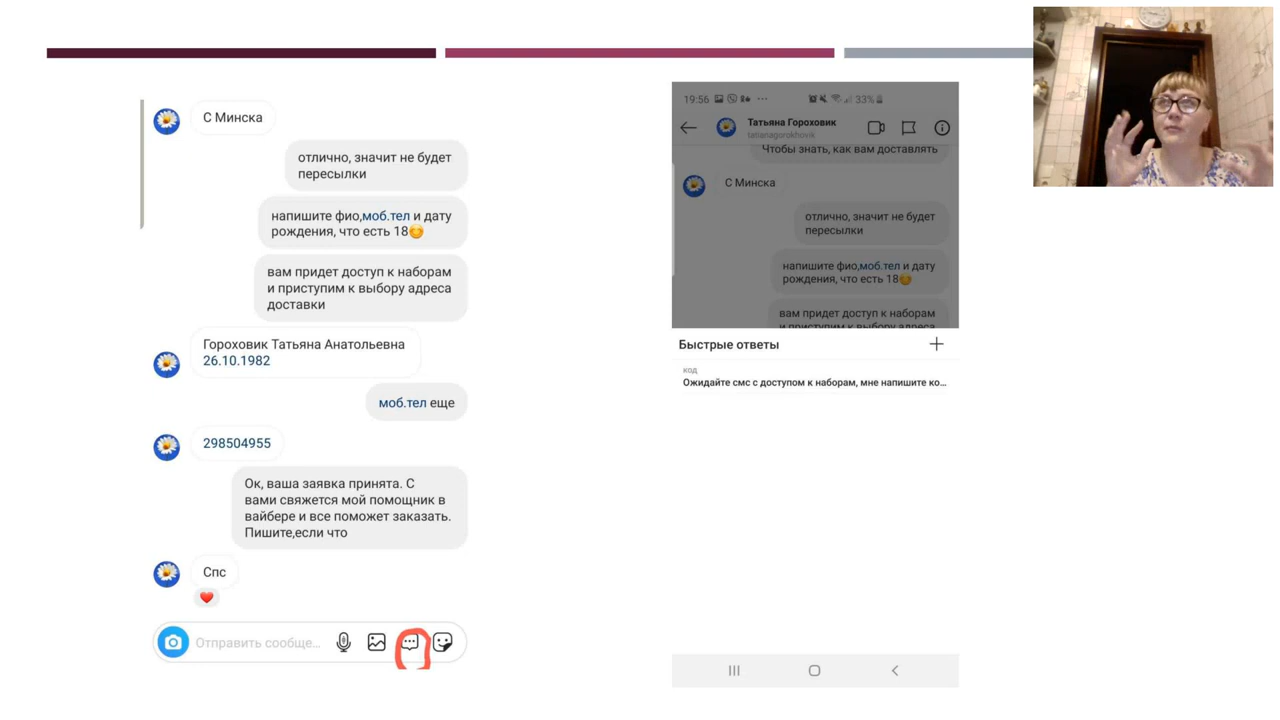 С Минска
отлично, значит не будет
пересылки
напишите фио,моб.тел и дату
рождения, что есть 18
вам придет доступ к наборам
и приступим к выбору адреса
доставки
Гороховик Татьяна Анатольевна
26.10.1982
моб.тел еще
298504955
Ок, ваша заявка принята. С
вами свяжется мой помощник в
вайбере и все поможет заказать.
Пишите,если что
Спс
Отправить сообще...
19:56
33%
Татьяна Гороховик
tatianagorokhovik
Чтобы знать, как вам доставлять
С Минска
отлично, значит не будет
пересылки
напишите фио,моб.тел и дату
рождения, что есть 18
вам придет доступ к наборам
и приступим к выбору адреса
Быстрые ответы
код
Ожидайте смс с доступом к наборам, мне напишите ко...